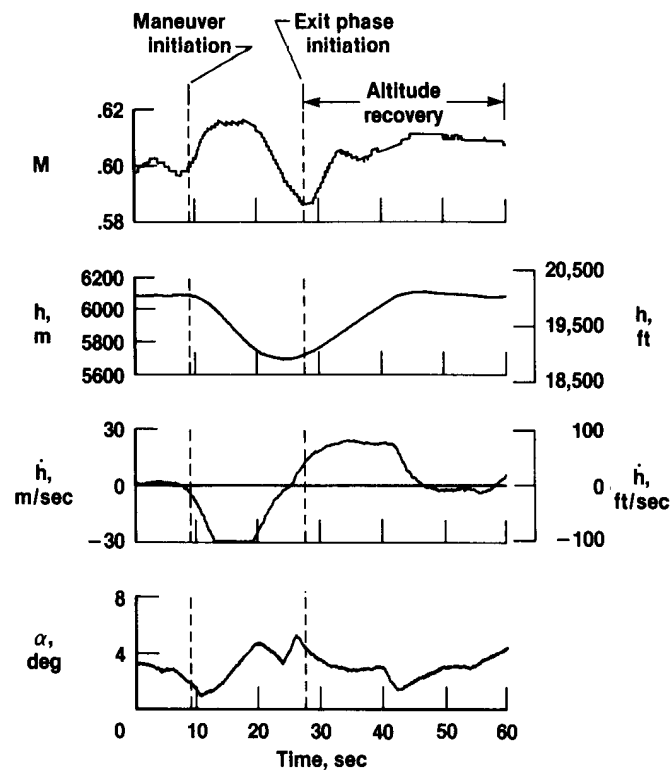 Maneuver initiation
Exit phase initiation
Altitude recovery
.62
.60
.58
M
6200
6000
5800
5600
h, m
20,500
19,500
18,500
h, ft
30
0
−30
ḣ, m/sec
100
0
−100
ḣ, ft/sec
8
4
α, deg
0 10 20 30 40 50 60
Time, sec